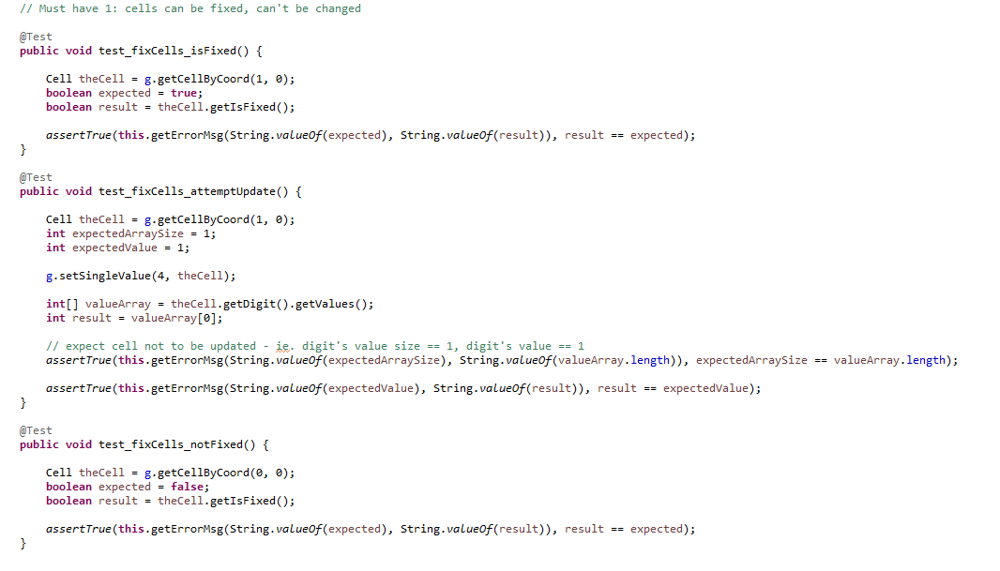 // Must have 1: cells can be fixed, can't be changed
@Test
public void test_fixCells_isFixed() {
Cell theCell = g.getCellByCoord(1, 0);
boolean expected = true;
boolean result = theCell.getIsFixed();
assertTrue(this.getErrorMsg(String.valueOf(expected), String.valueOf(result)), result == expected);
}
@Test
public void test_fixCells_attemptUpdate() {
Cell theCell = g.getCellByCoord(1, 0);
int expectedArraySize = 1;
int expectedValue = 1;
g.setSingleValue(4, theCell);
int[] valueArray = theCell.getDigit().getValues();
int result = valueArray[0];
// expect cell not to be updated - ie. digit's value size == 1, digit's value == 1
assertTrue(this.getErrorMsg(String.valueOf(expectedArraySize), String.valueOf(valueArray.length)), expectedArraySize == valueArray.length);
assertTrue(this.getErrorMsg(String.valueOf(expectedValue), String.valueOf(result)), result == expectedValue);
}
@Test
public void test_fixCells_notFixed() {
Cell theCell = g.getCellByCoord(0, 0);
boolean expected = false;
boolean result = theCell.getIsFixed();
assertTrue(this.getErrorMsg(String.valueOf(expected), String.valueOf(result)), result == expected);
}